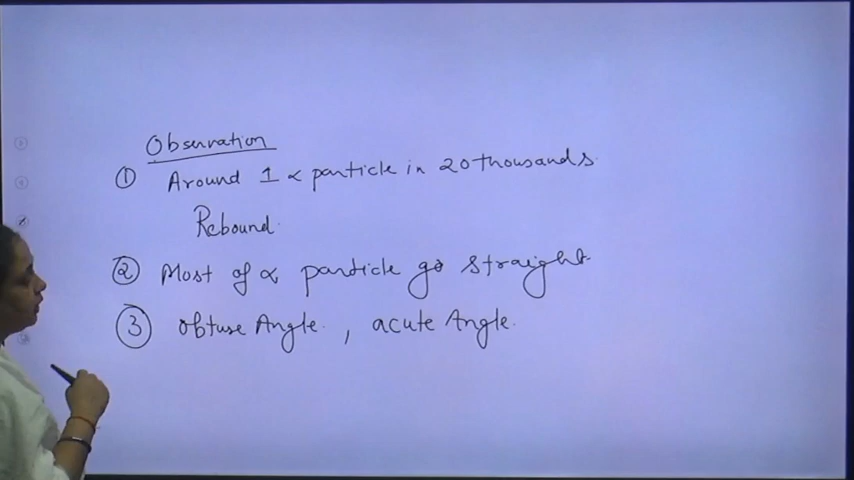 Observation
① Around 1 α particle in 20 thousands.
Rebound.
② Most of α particle go straight
③ Obtuse Angle. , acute Angle.